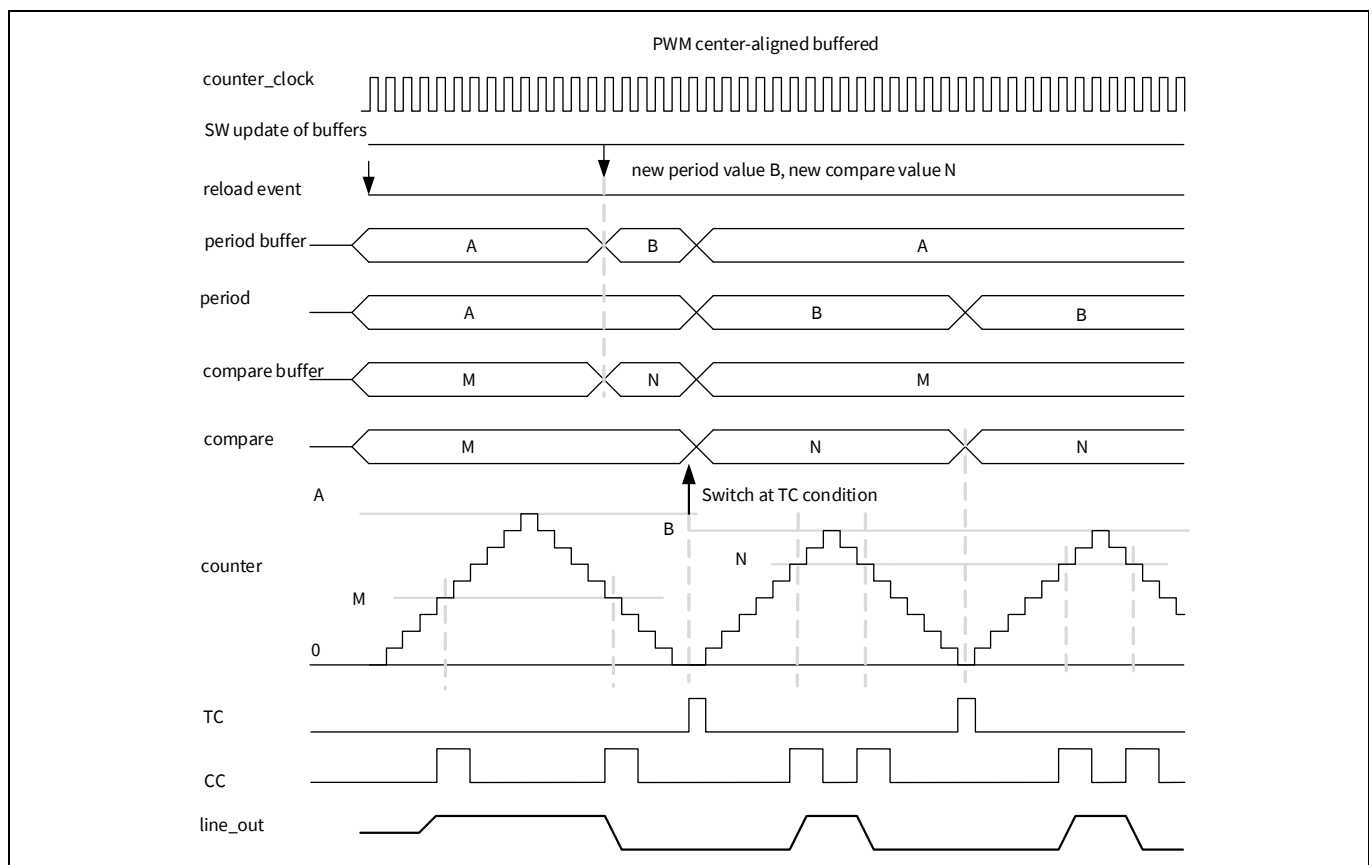 PWM center-aligned buffered
counter_clock
SW update of buffers
new period value B, new compare value N
reload event
period buffer A B A
period A B B
compare buffer M N M
compare M N N
A Switch at TC condition
B
N
counter
M
0
TC
CC
line_out